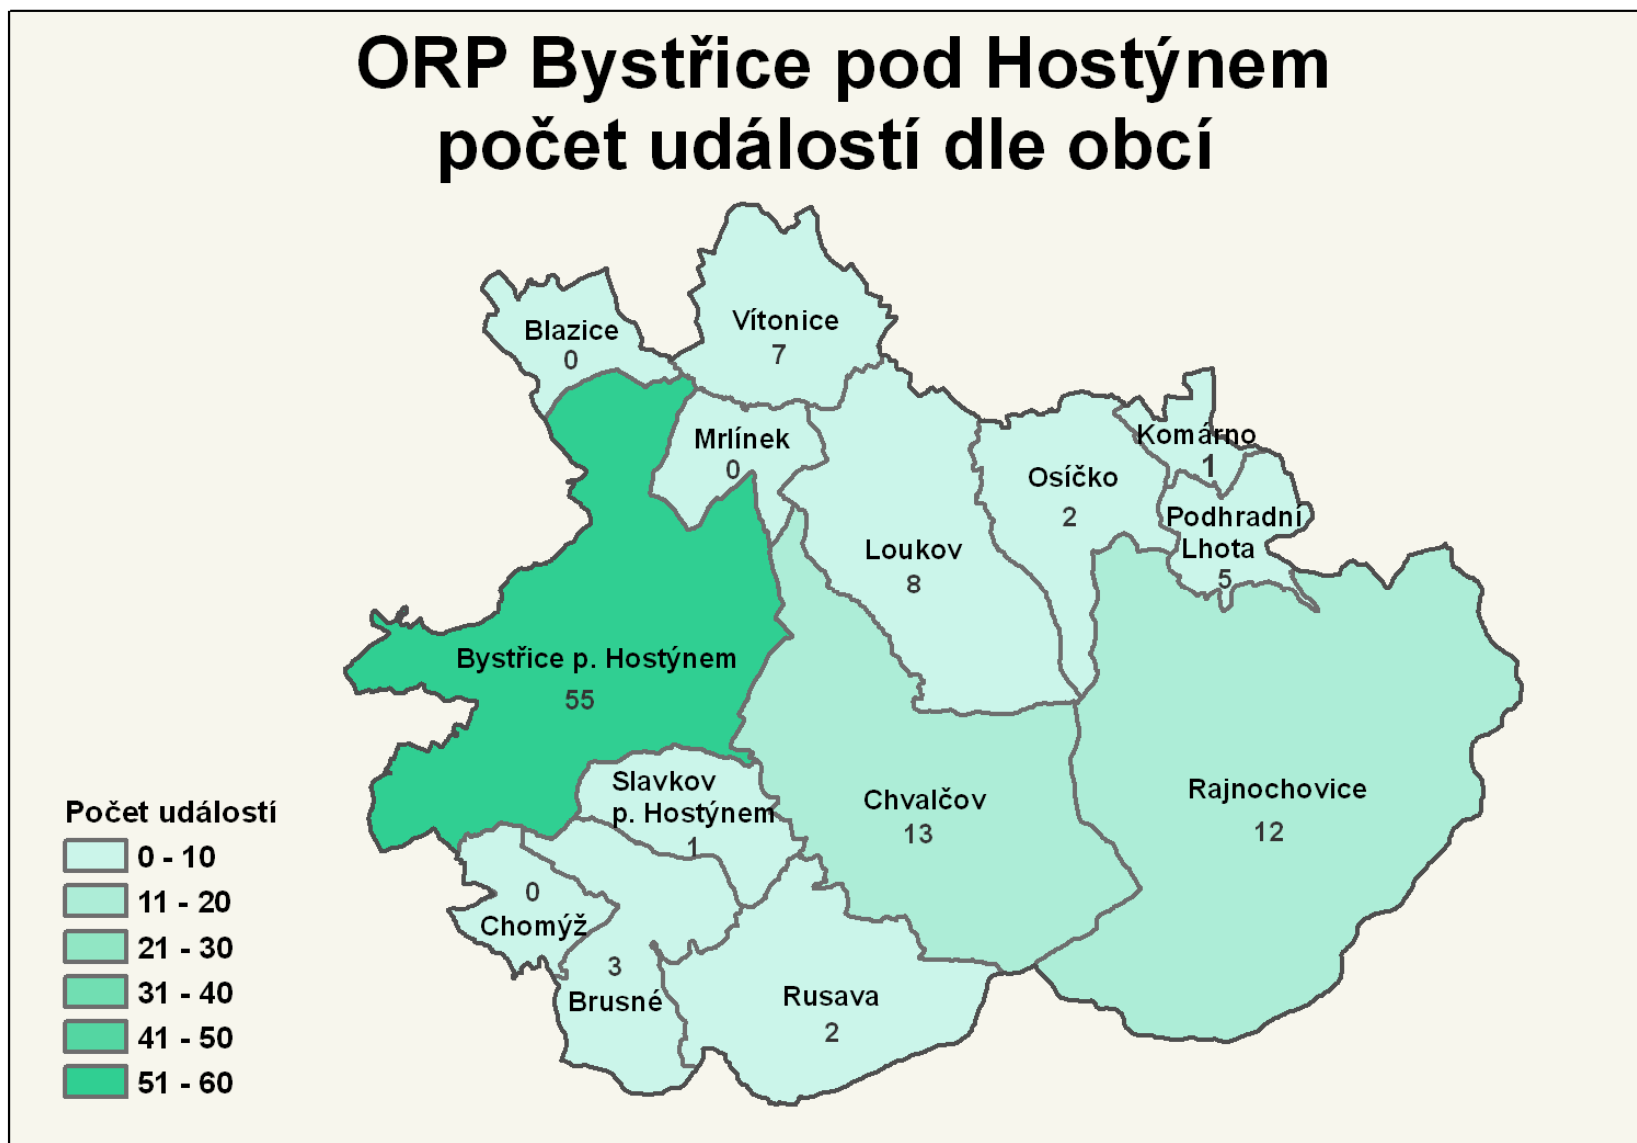 ORP Bystřice pod Hostýnem
počet událostí dle obcí
Blazice
0
Vítonice
7
Mrlínek
0
Komárno
1
Osíčko
2
Podhradní
Lhota
5
Loukov
8
Bystřice p. Hostýnem
55
Slavkov
p. Hostýnem
1
Chvalčov
13
Rajnochovice
12
0
Chomýž
3
Brusné
Rusava
2
Počet událostí
0 - 10
11 - 20
21 - 30
31 - 40
41 - 50
51 - 60